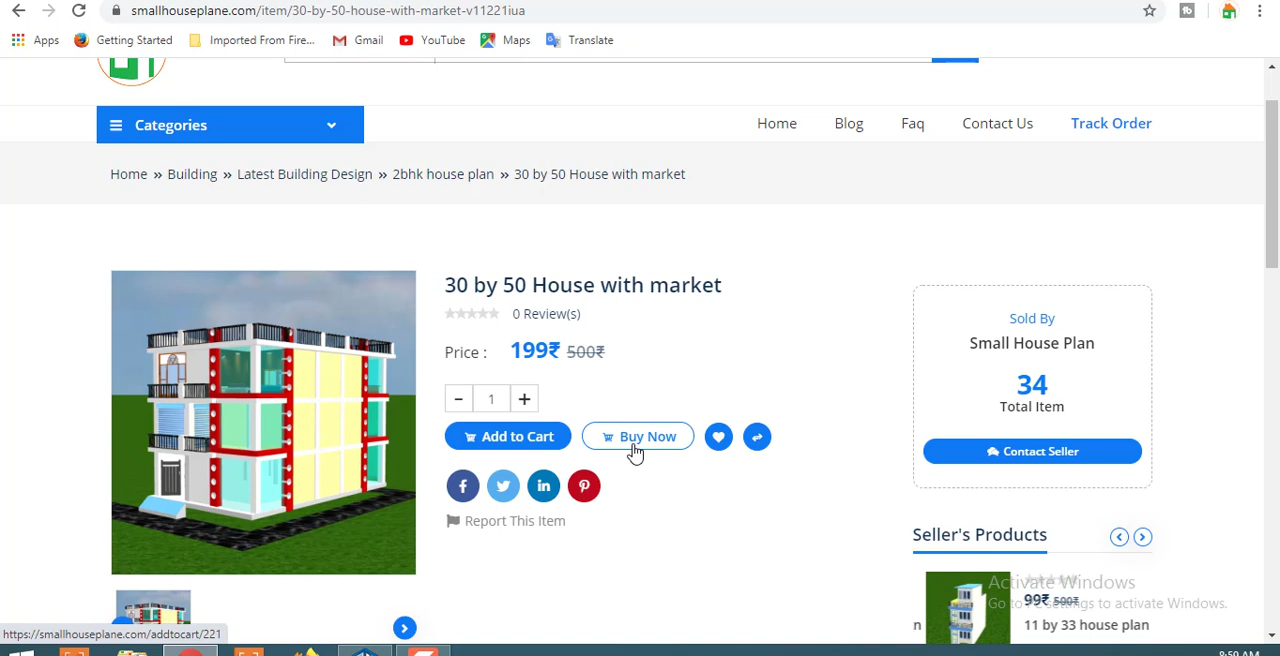 smallhouseplane.com/item/30-by-50-house-with-market-v11221iua
Apps Getting Started Imported From Fire... Gmail YouTube Maps Translate
Categories
Home Blog Faq Contact Us Track Order
Home » Building » Latest Building Design » 2bhk house plan » 30 by 50 House with market
30 by 50 House with market
0 Review(s)
Price : 199₹ 500₹
- 1 +
Add to Cart Buy Now
Report This Item
Sold By
Small House Plan
34
Total Item
Contact Seller
Seller's Products
99₹ 500₹
11 by 33 house plan
n
Activate Windows
Go to PC settings to activate Windows.
https://smallhouseplane.com/addtocart/221
8:59 AM